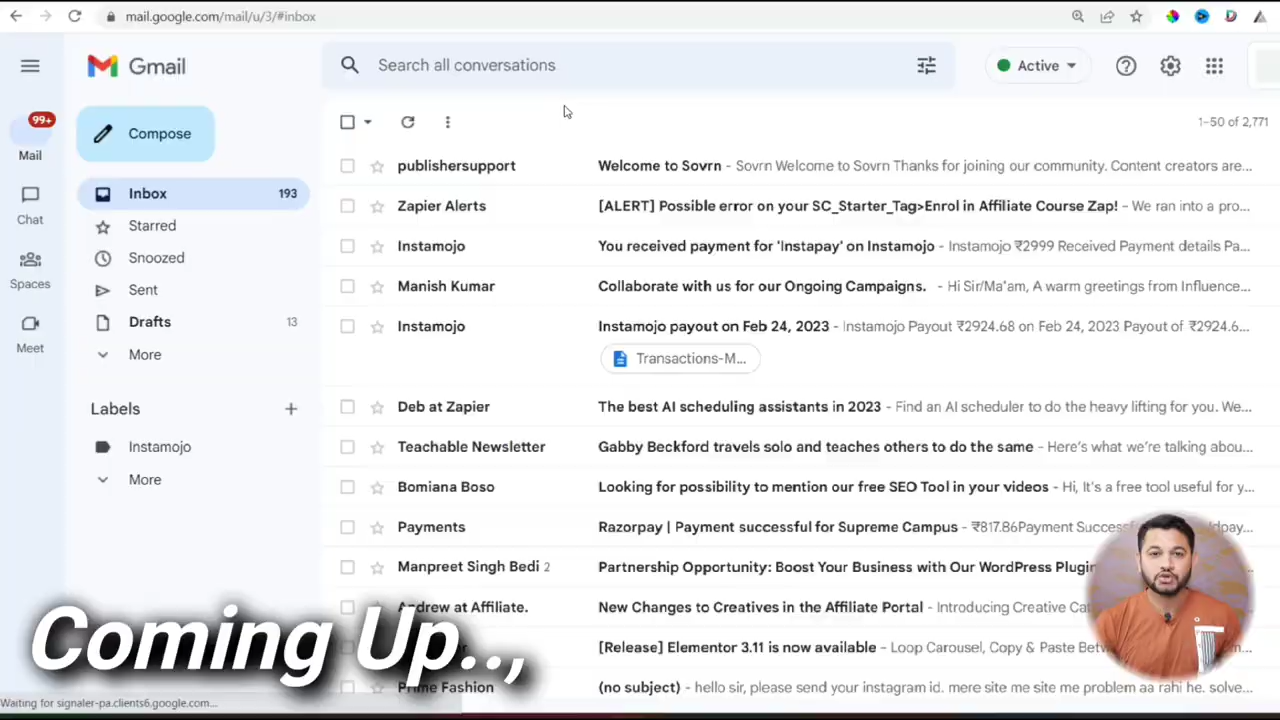 mail.google.com/mail/u/3/#inbox
Gmail
Search all conversations
Active
99+
Mail
Compose
1–50 of 2,771
publishersupport Welcome to Sovrn - Sovrn Welcome to Sovrn Thanks for joining our community. Content creators are...
Inbox 193
Zapier Alerts [ALERT] Possible error on your SC_Starter_Tag>Enrol in Affiliate Course Zap! - We ran into a pro...
Chat
Starred
Instamojo You received payment for 'Instapay' on Instamojo - Instamojo ₹2999 Received Payment details Pa...
Snoozed
Spaces
Manish Kumar Collaborate with us for our Ongoing Campaigns. - Hi Sir/Ma'am, A warm greetings from Influence...
Sent
Instamojo Instamojo payout on Feb 24, 2023 - Instamojo Payout ₹2924.68 on Feb 24, 2023 Payout of ₹2924.6...
Drafts 13
Meet
More
Transactions-M...
Labels +
Deb at Zapier The best AI scheduling assistants in 2023 - Find an AI scheduler to do the heavy lifting for you. We...
Instamojo
Teachable Newsletter Gabby Beckford travels solo and teaches others to do the same - Here's what we're talking abou...
More
Bomiana Boso Looking for possibility to mention our free SEO Tool in your videos - Hi, It's a free tool useful for y...
Payments Razorpay | Payment successful for Supreme Campus - ₹817.86Payment
Manpreet Singh Bedi 2 Partnership Opportunity: Boost Your Business with Our WordPress Plugin
Andrew at Affiliate. New Changes to Creatives in the Affiliate Portal - Introducing Creative
[Release] Elementor 3.11 is now available - Loop Carousel, Copy & Paste
Prime Fashion (no subject) - hello sir, please send your instagram id. mere site me site me problem aa rahi he. solve...
Coming Up..,
Waiting for signaler-pa.clients6.google.com...